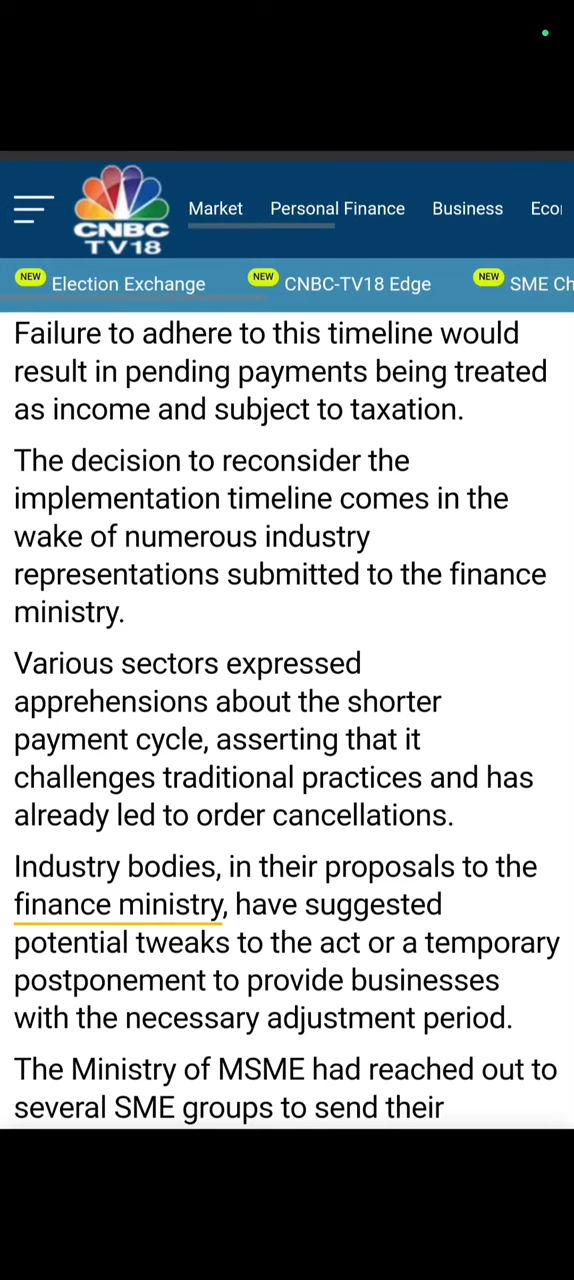 CNBC
TV18
Market Personal Finance Business Eco
NEW Election Exchange NEW CNBC-TV18 Edge NEW SME Ch
Failure to adhere to this timeline would
result in pending payments being treated
as income and subject to taxation.
The decision to reconsider the
implementation timeline comes in the
wake of numerous industry
representations submitted to the finance
ministry.
Various sectors expressed
apprehensions about the shorter
payment cycle, asserting that it
challenges traditional practices and has
already led to order cancellations.
Industry bodies, in their proposals to the
finance ministry, have suggested
potential tweaks to the act or a temporary
postponement to provide businesses
with the necessary adjustment period.
The Ministry of MSME had reached out to
several SME groups to send their